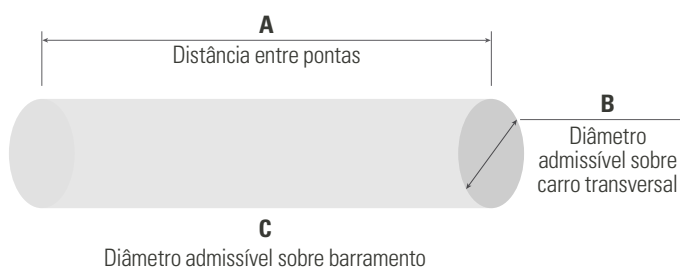 A
Distância entre pontas
B
Diâmetro
admissível sobre
carro transversal
C
Diâmetro admissível sobre barramento